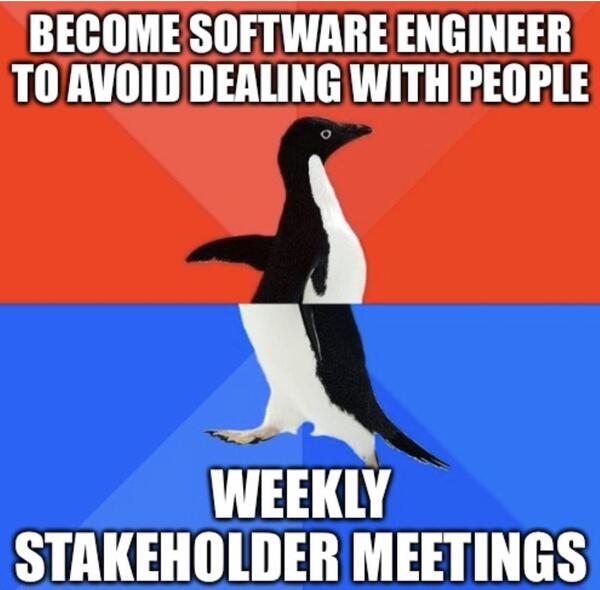 BECOME SOFTWARE ENGINEER
TO AVOID DEALING WITH PEOPLE
WEEKLY
STAKEHOLDER MEETINGS